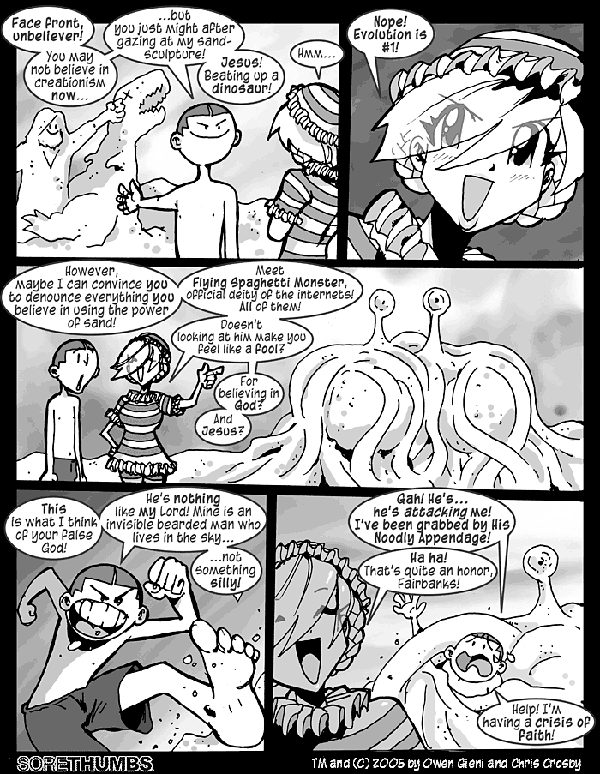 Face front,
unbeliever!
You may
not believe in
creationism
now...
...but
you just might after
gazing at my sand-
sculpture!
Jesus!
Beating up a
dinosaur!
Hmm...
Nope!
Evolution is
#1!
However,
maybe I can convince you
to denounce everything you
believe in using the power
of sand!
Meet
Flying Spaghetti Monster,
official deity of the internets!
All of them!
Doesn't
looking at him make you
feel like a fool?
For
believing in
God?
And
Jesus?
This
is what I think
of your false
God!
He's nothing
like my Lord! Mine is an
invisible bearded man who
lives in the sky...
...not
something
silly!
Gah! He's...
he's attacking me!
I've been grabbed by His
Noodly Appendage!
Ha ha!
That's quite an honor,
Fairbanks!
Help! I'm
having a crisis of
faith!
SORETHUMBS
TM and (C) 2005 by Owen Gieni and Chris Crosby